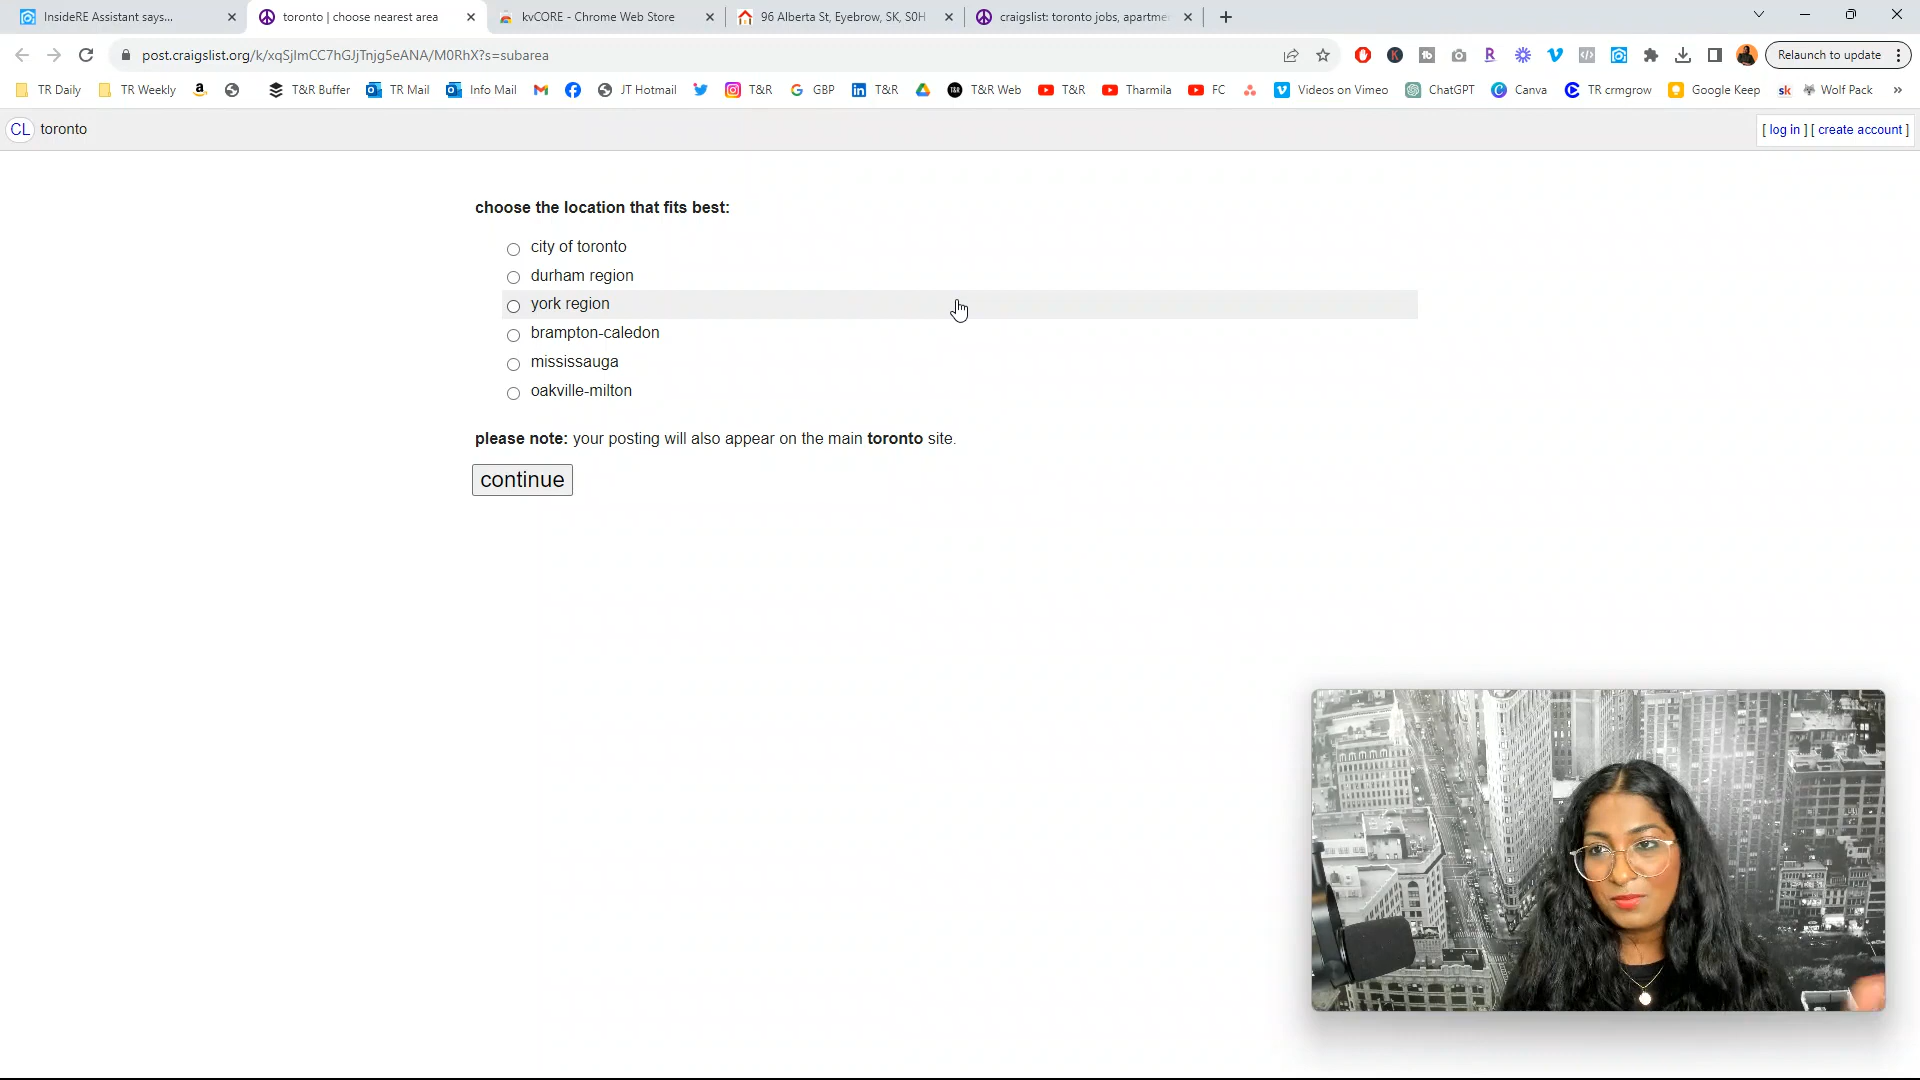 InsideRE Assistant says...
toronto | choose nearest area
kvCORE - Chrome Web Store
96 Alberta St, Eyebrow, SK, S0H
craigslist: toronto jobs, apartme
post.craigslist.org/k/xqSjImCC7hGJjTnjg5eANA/M0RhX?s=subarea
Relaunch to update
TR Daily
TR Weekly
T&R Buffer
TR Mail
Info Mail
JT Hotmail
T&R
GBP
T&R
T&R Web
T&R
Tharmila
FC
Videos on Vimeo
ChatGPT
Canva
TR crmgrow
Google Keep
sk
Wolf Pack
CL toronto
[ log in ] [ create account ]
choose the location that fits best:
city of toronto
durham region
york region
brampton-caledon
mississauga
oakville-milton
please note: your posting will also appear on the main toronto site.
continue